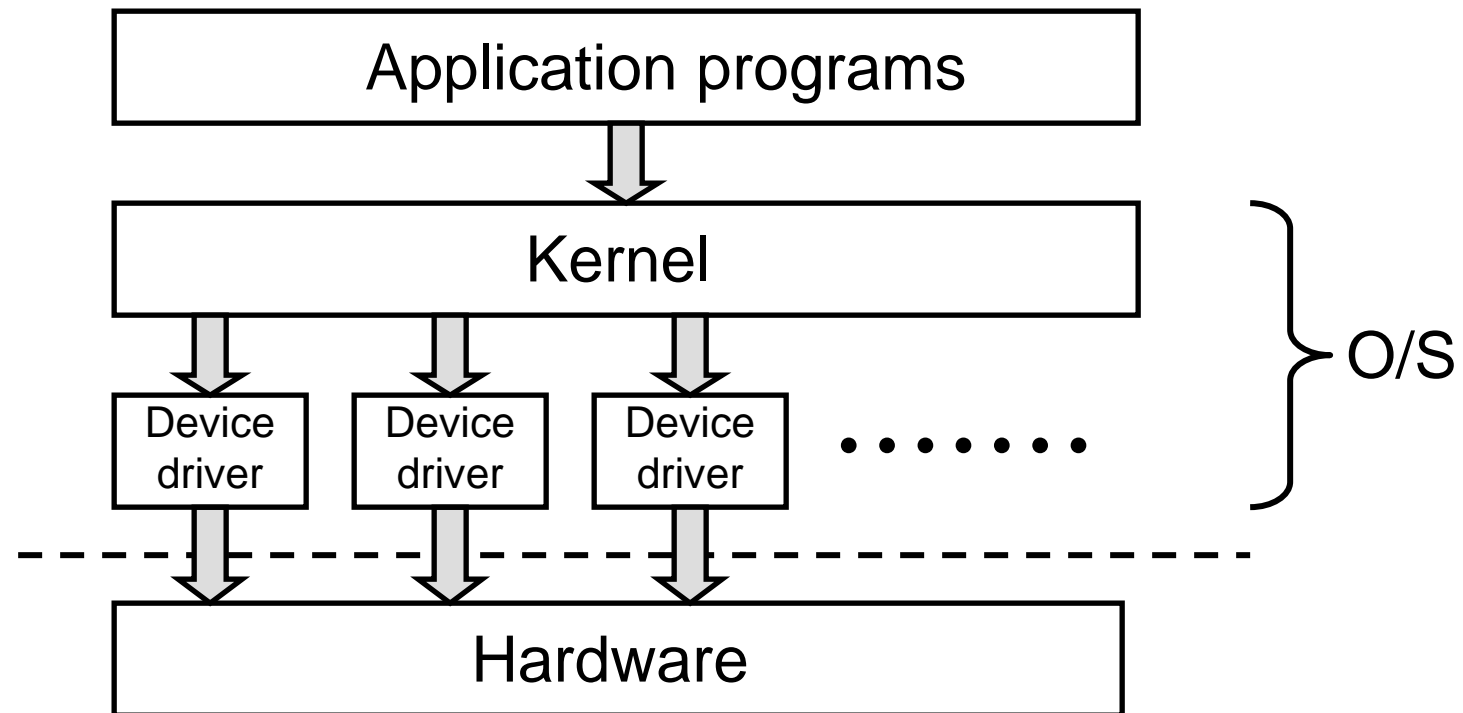 Application programs
Kernel
O/S
Device
driver
Device
driver
Device
driver
Hardware